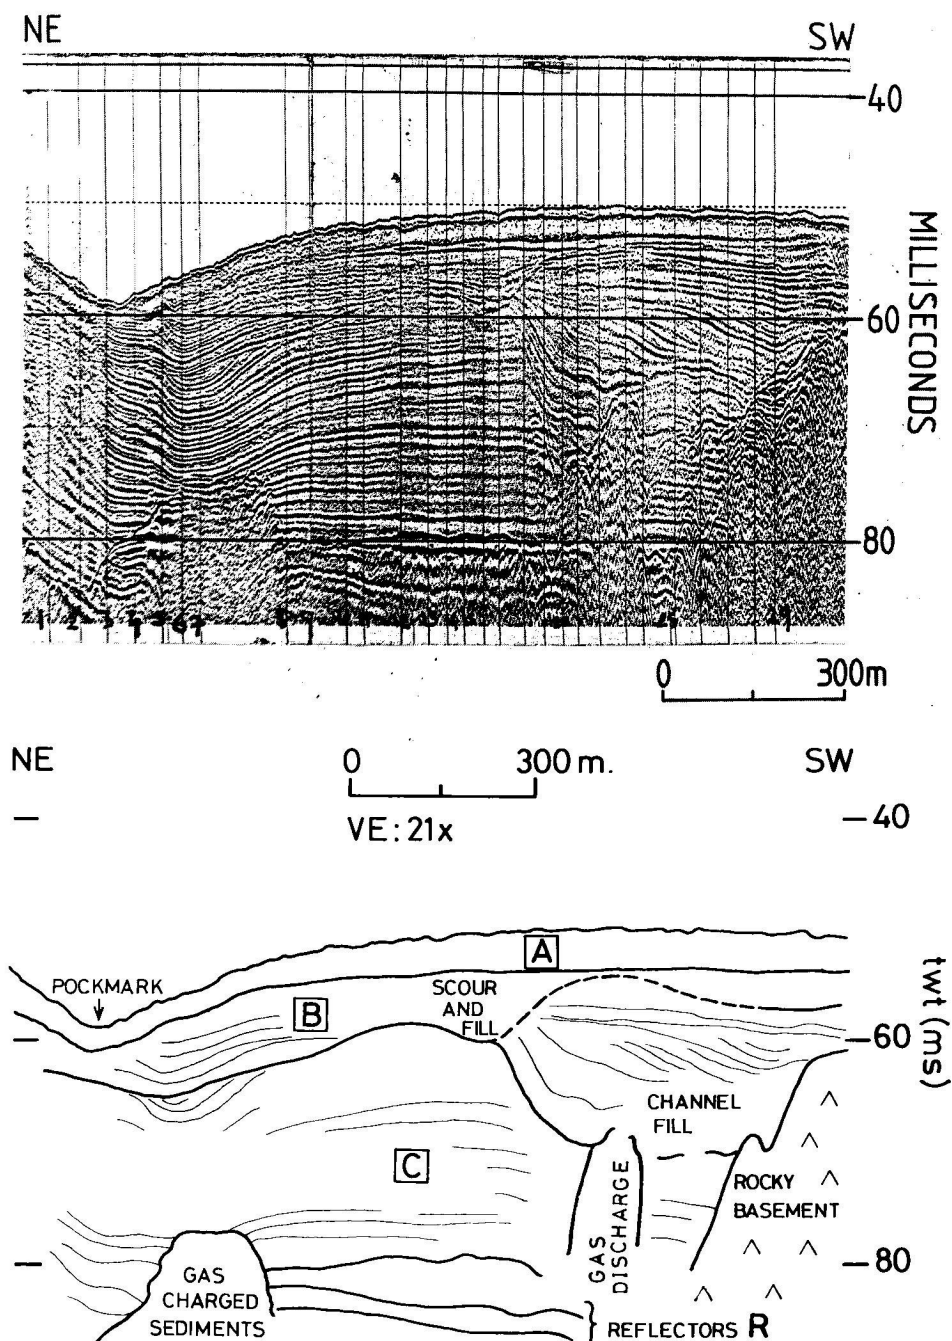 NE SW
40
60
80
MILLISECONDS
0 300m
NE SW
0 300 m.
VE: 21x
40
60
80
twt (ms)
A
POCKMARK
B
SCOUR
AND
FILL
CHANNEL
FILL
C
ROCKY
BASEMENT
GAS
DISCHARGE
GAS
CHARGED
SEDIMENTS
REFLECTORS R